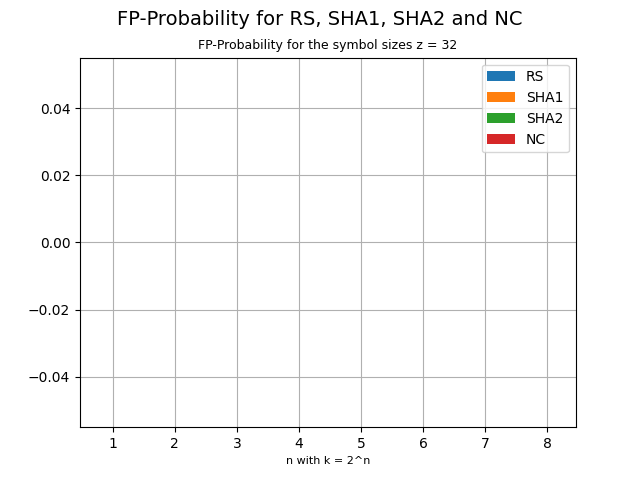 FP-Probability for RS, SHA1, SHA2 and NC
FP-Probability for the symbol sizes z = 32
RS
SHA1
SHA2
NC
0.04
0.02
0.00
−0.02
−0.04
1 2 3 4 5 6 7 8
n with k = 2^n